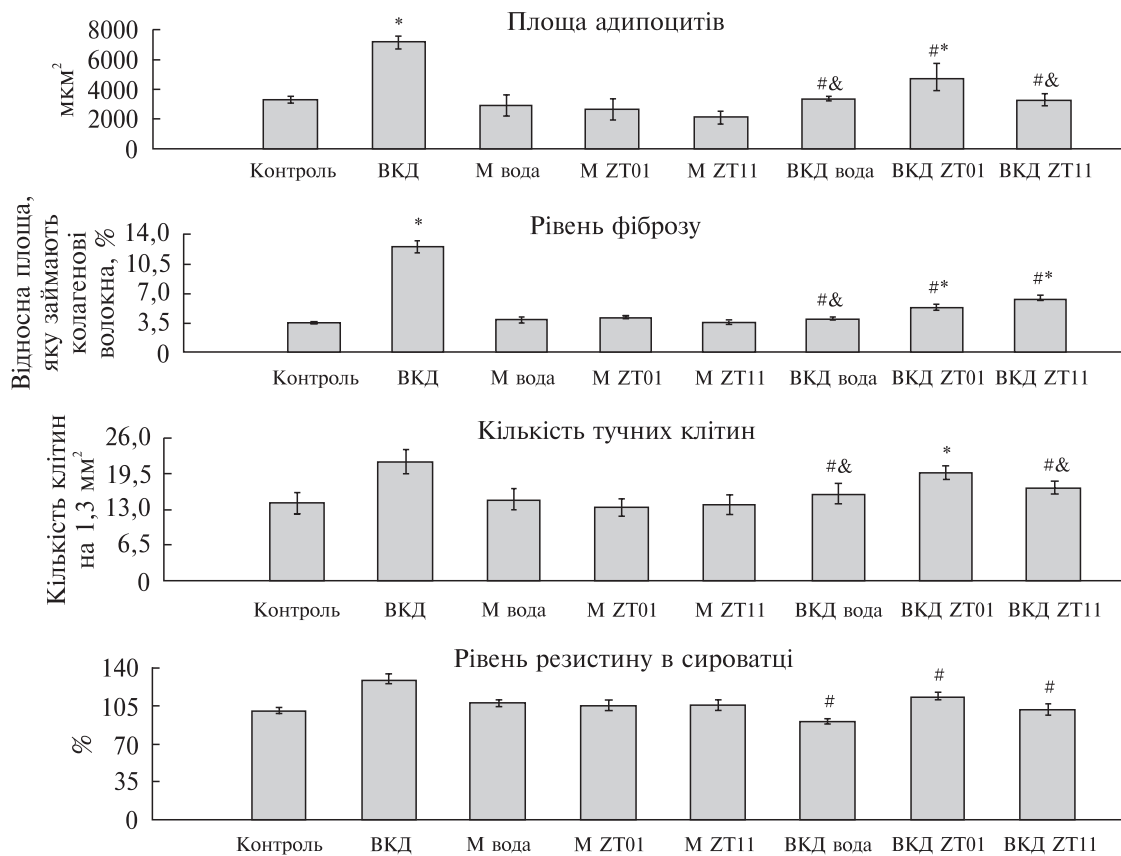 Площа адипоцитів
мкм²
8000
6000
4000
2000
0
*
#&
#*
#&
Контроль ВКД М вода М ZT01 М ZT11 ВКД вода ВКД ZT01 ВКД ZT11
Рівень фіброзу
Відносна площа,
яку займають
колагенові
волокна, %
14,0
10,5
7,0
3,5
0
*
#&
#*
#*
Контроль ВКД М вода М ZT01 М ZT11 ВКД вода ВКД ZT01 ВКД ZT11
Кількість тучних клітин
Кількість клітин
на 1,3 мм²
26,0
19,5
13,0
6,5
0
#&
*
#&
Контроль ВКД М вода М ZT01 М ZT11 ВКД вода ВКД ZT01 ВКД ZT11
Рівень резистину в сироватці
%
140
105
70
35
0
#
#
#
Контроль ВКД М вода М ZT01 М ZT11 ВКД вода ВКД ZT01 ВКД ZT11